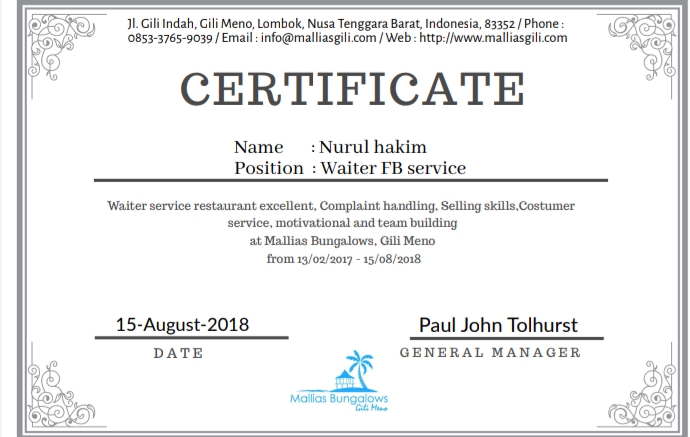 Jl. Gili Indah, Gili Meno, Lombok, Nusa Tenggara Barat, Indonesia, 83352 / Phone :
0853-3765-9039 / Email : info@malliasgili.com / Web : http://www.malliasgili.com
CERTIFICATE
Name : Nurul hakim
Position : Waiter FB service
Waiter service restaurant excellent, Complaint handling, Selling skills,Costumer
service, motivational and team building
at Mallias Bungalows, Gili Meno
from 13/02/2017 - 15/08/2018
15-August-2018
Paul John Tolhurst
DATE
GENERAL MANAGER
Mallias Bungalows
Gili Meno